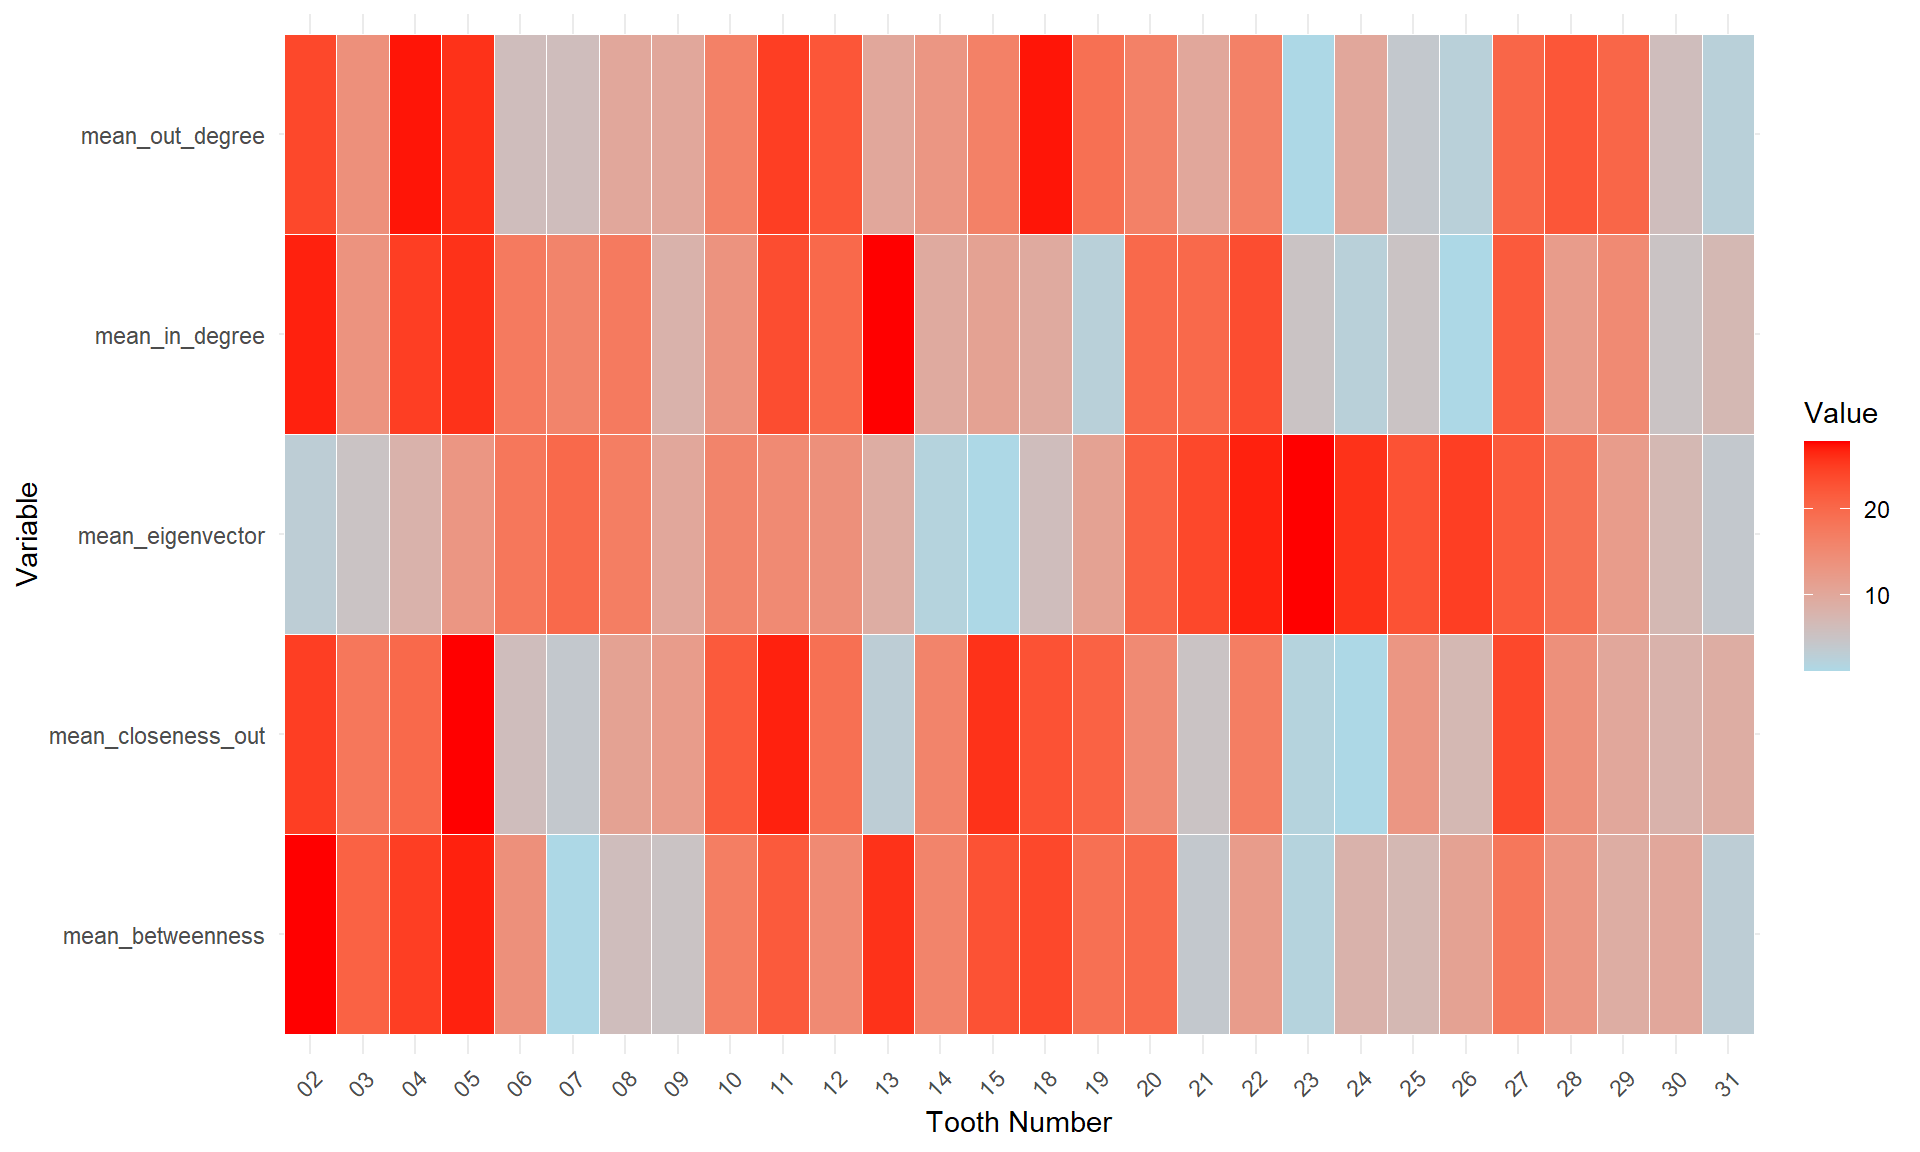 mean_out_degree
mean_in_degree
mean_eigenvector
mean_closeness_out
mean_betweenness
Variable
02 03 04 05 06 07 08 09 10 11 12 13 14 15 18 19 20 21 22 23 24 25 26 27 28 29 30 31
Tooth Number
Value
20
10